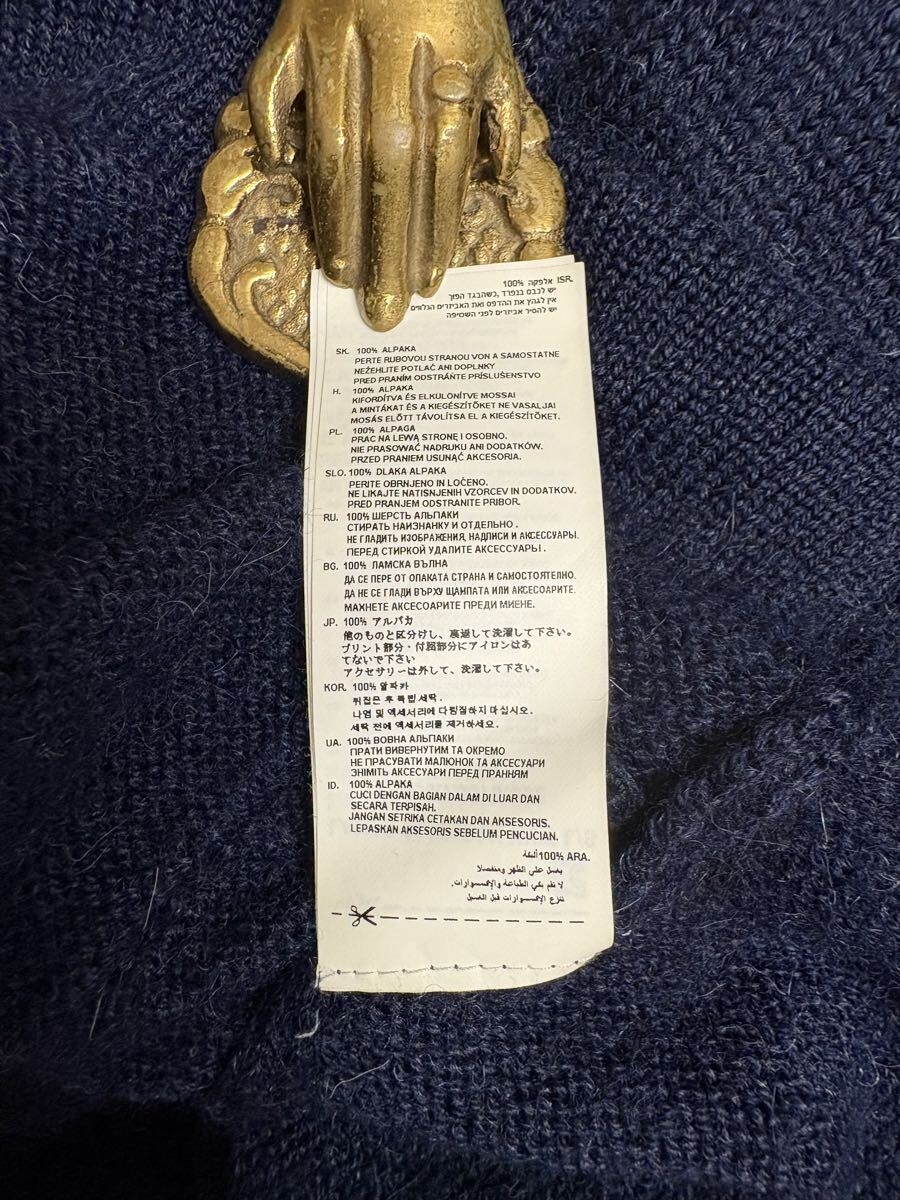 100% אלפקה ISR.
יש לכבס בנפרד ,כשהבגד הפוך
אין לגהץ את ההדפס ואת האביזרים הנלווים
יש להסיר אביזרים לפני השטיפה
SK. 100% ALPAKA
PERTE RUBOVOU STRANOU VON A SAMOSTATNE
NEŽEHLITE POTLAČ ANI DOPLNKY
PRED PRANÍM ODSTRÁŇTE PRÍSLUŠENSTVO
H. 100% ALPAKA
KIFORDÍTVA ÉS ELKÜLÖNÍTVE MOSSAI
A MINTÁKAT ÉS A KIEGÉSZÍTŐKET NE VASALJAI
MOSÁS ELŐTT TÁVOLÍTSA EL A KIEGÉSZÍTŐKET.
PL. 100% ALPAGA
PRAC NA LEWĄ STRONĘ I OSOBNO.
NIE PRASOWAĆ NADRUKU ANI DODATKÓW.
PRZED PRANIEM USUNĄĆ AKCESORIA.
SLO. 100% DLAKA ALPAKA
PERITE OBRNJENO IN LOČENO.
NE LIKAJTE NATISNJENIH VZORCEV IN DODATKOV.
PRED PRANJEM ODSTRANITE PRIBOR.
RU. 100% ШЕРСТЬ АЛЬПАКИ
СТИРАТЬ НАИЗНАНКУ И ОТДЕЛЬНО.
НЕ ГЛАДИТЬ ИЗОБРАЖЕНИЯ, НАДПИСИ И АКСЕССУАРЫ.
ПЕРЕД СТИРКОЙ УДАЛИТЕ АКСЕССУАРЫ.
BG. 100% ЛАМСКА ВЪЛНА
ДА СЕ ПЕРЕ ОТ ОПАКАТА СТРАНА И САМОСТОЯТЕЛНО.
ДА НЕ СЕ ГЛАДИ ВЪРХУ ЩАМПАТА ИЛИ АКСЕСОАРИТЕ.
МАХНЕТЕ АКСЕСОАРИТЕ ПРЕДИ МИЕНЕ.
JP. 100% アルパカ
他のものと区分けし、裏返して洗濯して下さい。
プリント部分・付属部分にアイロンはあ
てないで下さい
アクセサリーは外して、洗濯して下さい。
KOR. 100% 알파카
뒤집은 후 특립 세탁.
나염 및 액세서리에 다림질하지 마십시오.
세탁 전에 액세서리를 제거하세요.
UA. 100% ВОВНА АЛЬПАКИ
ПРАТИ ВИВЕРНУТИМ ТА ОКРЕМО
НЕ ПРАСУВАТИ МАЛЮНОК ТА АКСЕСУАРИ
ЗНІМІТЬ АКСЕСУАРИ ПЕРЕД ПРАННЯМ
ID. 100% ALPAKA
CUCI DENGAN BAGIAN DALAM DI LUAR DAN
SECARA TERPISAH.
JANGAN SETRIKA CETAKAN DAN AKSESORIS.
LEPASKAN AKSESORIS SEBELUM PENCUCIAN.
ألبكة 100% ARA.
يغسل على الظهر ومنفصلا
لا تقم بكي الطباعة والإكسسوارات.
تنزع الإكسسوارات قبل الغسيل